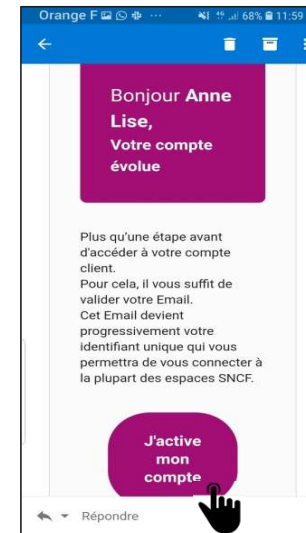 Orange F ... 68% 11:59
Bonjour Anne
Lise,
Votre compte
évolue
Plus qu'une étape avant
d'accéder à votre compte
client.
Pour cela, il vous suffit de
valider votre Email.
Cet Email devient
progressivement votre
identifiant unique qui vous
permettra de vous connecter à
la plupart des espaces SNCF.
J'active
mon
compte
Répondre